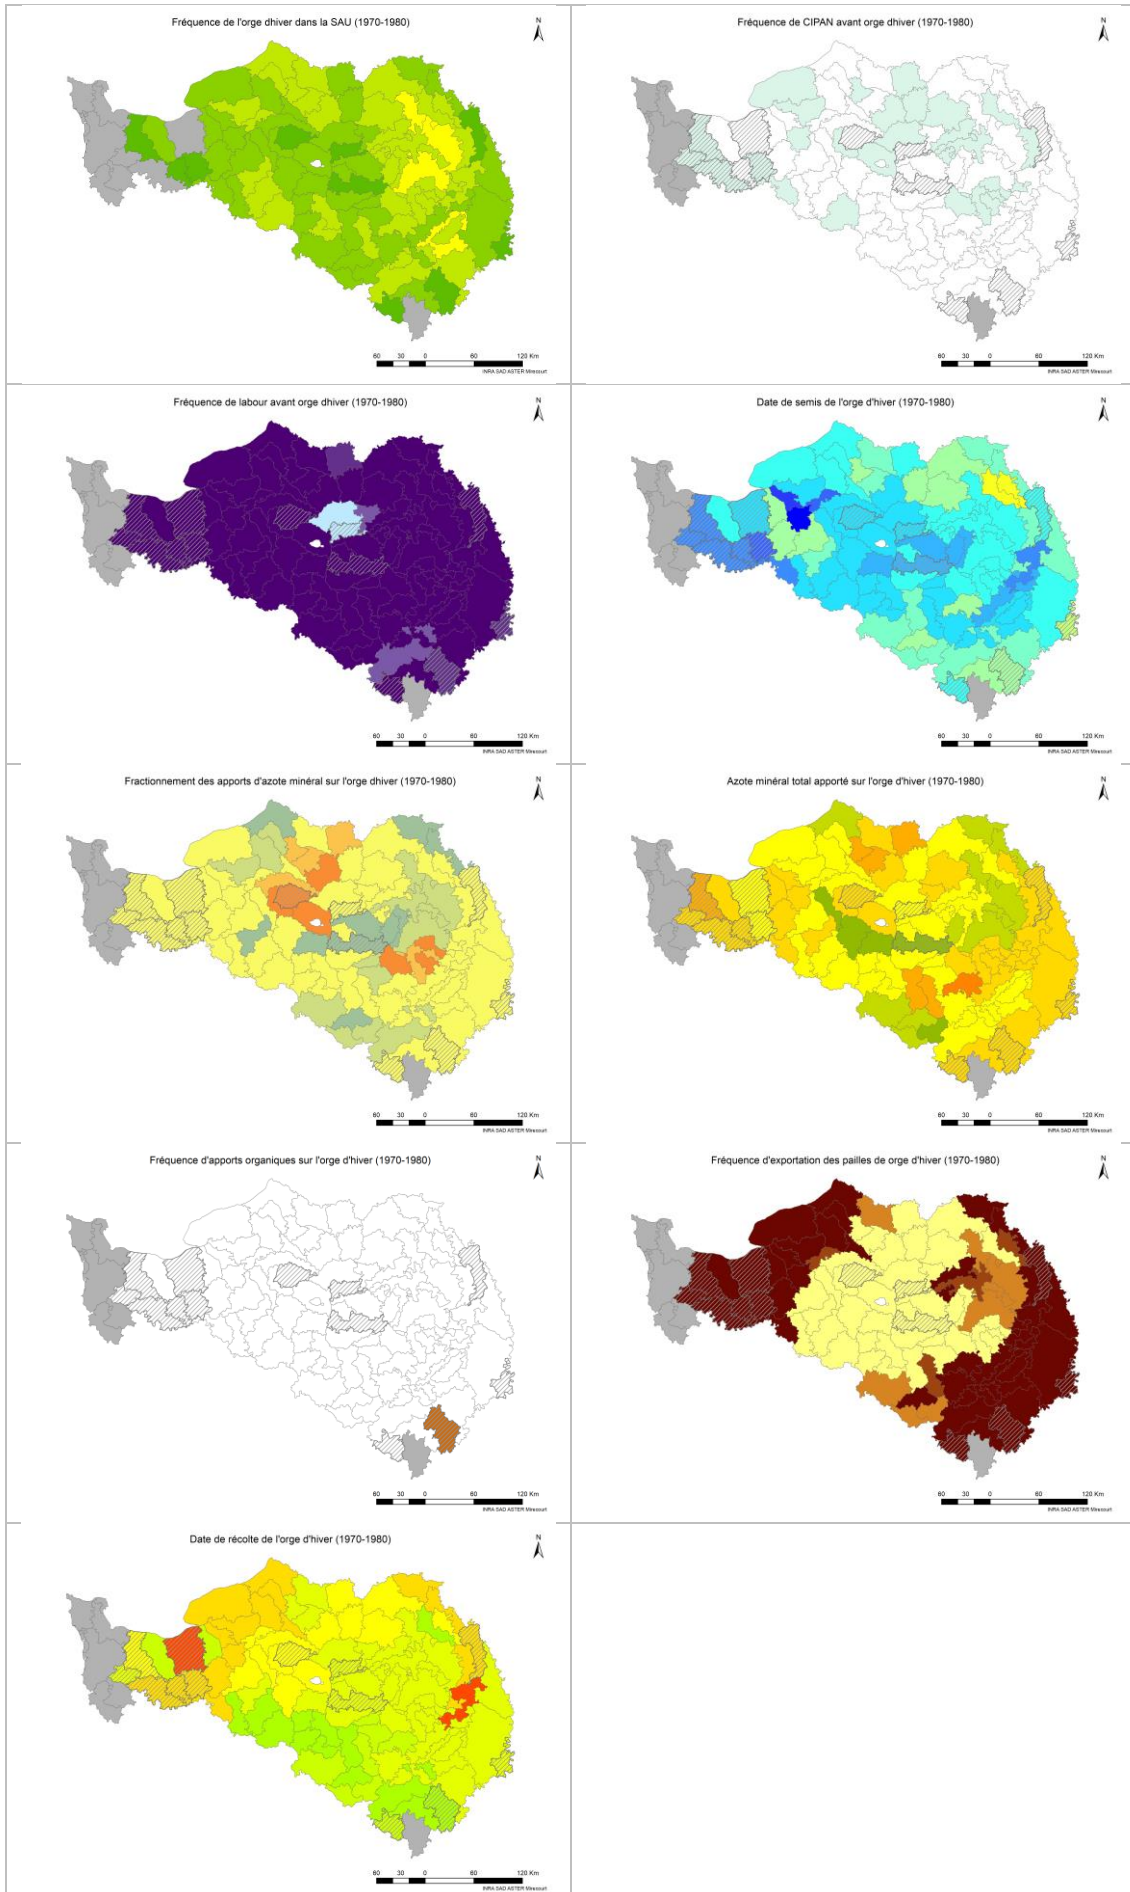 Fréquence de l'orge dhiver dans la SAU (1970-1980)
N
60 30 0 60 120 Km
INRA SAD ASTER Mirecourt
Fréquence de CIPAN avant orge dhiver (1970-1980)
N
60 30 0 60 120 Km
INRA SAD ASTER Mirecourt
Fréquence de labour avant orge dhiver (1970-1980)
N
60 30 0 60 120 Km
INRA SAD ASTER Mirecourt
Date de semis de l'orge d'hiver (1970-1980)
N
60 30 0 60 120 Km
INRA SAD ASTER Mirecourt
Fractionnement des apports d'azote minéral sur l'orge dhiver (1970-1980)
N
60 30 0 60 120 Km
INRA SAD ASTER Mirecourt
Azote minéral total apporté sur l'orge d'hiver (1970-1980)
N
60 30 0 60 120 Km
INRA SAD ASTER Mirecourt
Fréquence d'apports organiques sur l'orge d'hiver (1970-1980)
N
60 30 0 60 120 Km
INRA SAD ASTER Mirecourt
Fréquence d'exportation des pailles de orge d'hiver (1970-1980)
N
60 30 0 60 120 Km
INRA SAD ASTER Mirecourt
Date de récolte de l'orge d'hiver (1970-1980)
N
60 30 0 60 120 Km
INRA SAD ASTER Mirecourt